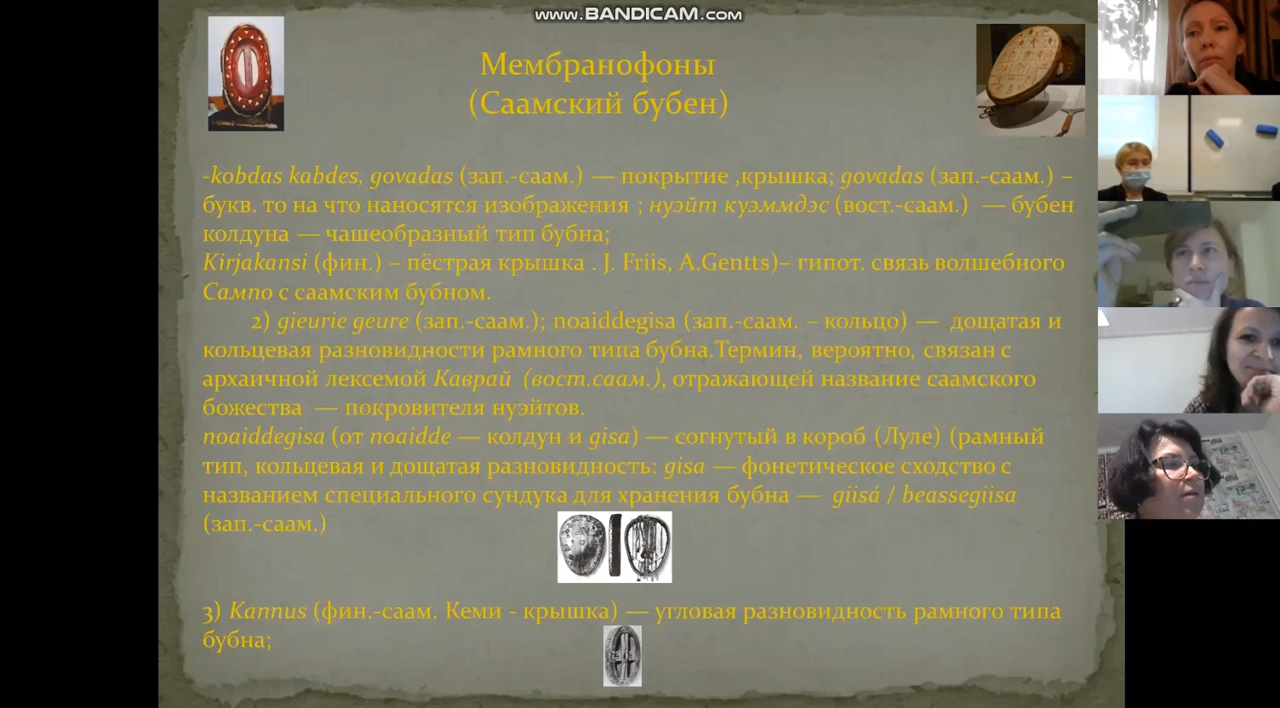 www.BANDICAM.com
Мембранофоны
(Саамский бубен)
-kobdas kabdes, govadas (зап.-саам.) — покрытие ,крышка; govadas (зап.-саам.) –
букв. то на что наносятся изображения ; нуэйт куэммдэс (вост.-саам.) — бубен
колдуна — чашеобразный тип бубна;
Kirjakansi (фин.) – пёстрая крышка . J. Friis, A.Gentts)– гипот. связь волшебного
Сампо с саамским бубном.
2) gieurie geure (зап.-саам.); noaiddegisa (зап.-саам. – кольцо) — дощатая и
кольцевая разновидности рамного типа бубна.Термин, вероятно, связан с
архаичной лексемой Каврай (вост.саам.), отражающей название саамского
божества — покровителя нуэйтов.
noaiddegisa (от noaidde — колдун и gisa) — согнутый в короб (Луле) (рамный
тип, кольцевая и дощатая разновидность: gisa — фонетическое сходство с
названием специального сундука для хранения бубна — giisá / beassegiisa
(зап.-саам.)
3) Kannus (фин.-саам. Кеми - крышка) — угловая разновидность рамного типа
бубна;